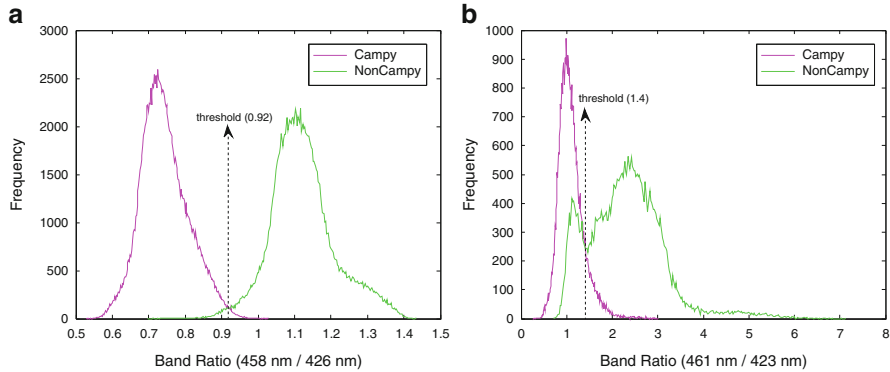 a
3000
2500
2000
1500
1000
500
0
Frequency
Campy
NonCampy
threshold (0.92)
0.5 0.6 0.7 0.8 0.9 1 1.1 1.2 1.3 1.4 1.5
Band Ratio (458 nm / 426 nm)
b
1000
900
800
700
600
500
400
300
200
100
0
Frequency
Campy
NonCampy
threshold (1.4)
0 1 2 3 4 5 6 7 8
Band Ratio (461 nm / 423 nm)